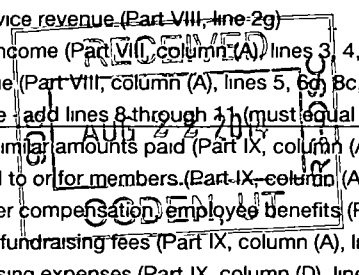 vice revenue (Part VIII, line 2g)
ncome (Part VIII, column (A), lines 3, 4,
RECEIVED
e (Part VIII, column (A), lines 5, 6d, 8c,
- add lines 8 through 11 (must equal
AUG 22
milar amounts paid (Part IX, column (A
to or for members (Part IX, column (A
OGDEN, UT
er compensation, employee benefits (P
fundraising fees (Part IX, column (A), l
sing expenses (Part IX, column (D), line